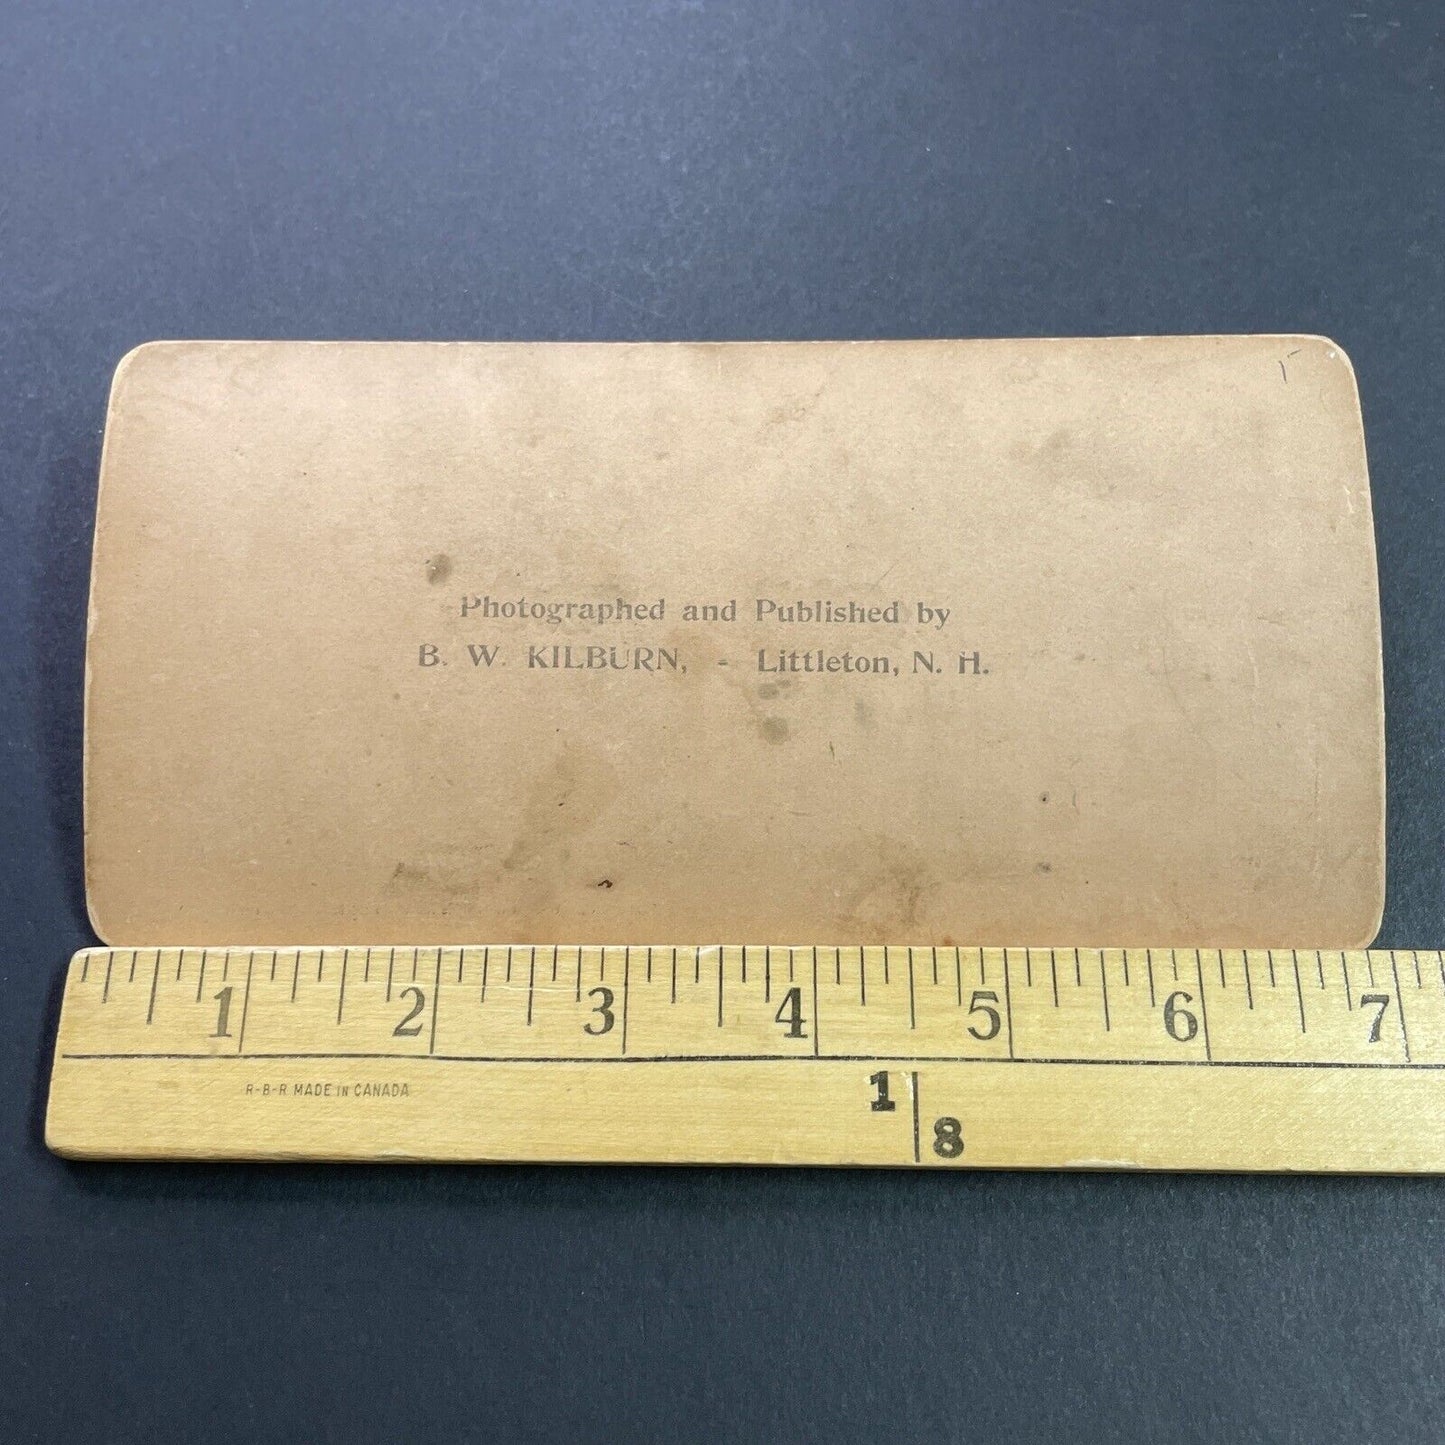 Photographed and Published by
B. W. KILBURN, - Littleton, N. H.
1 2 3 4 5 6 7
R-B-R MADE IN CANADA
1
8